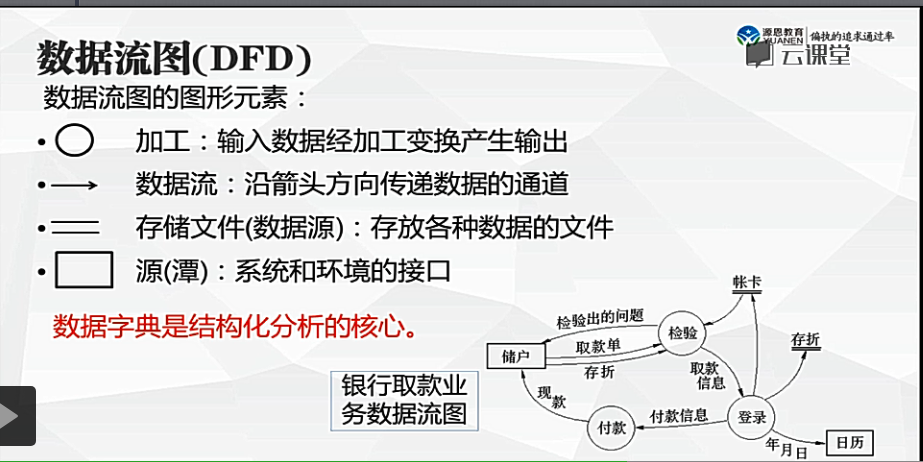 数据流图(DFD)
源恩教育
YUANEN
偏执的追求通过率
云课堂
数据流图的图形元素：
• 加工：输入数据经加工变换产生输出
• 数据流：沿箭头方向传递数据的通道
• 存储文件(数据源)：存放各种数据的文件
• 源(潭)：系统和环境的接口
数据字典是结构化分析的核心。
银行取款业
务数据流图
帐卡
检验出的问题
检验
储户
取款单
存折
存折
取款
信息
现款
付款
付款信息
登录
年月日
日历